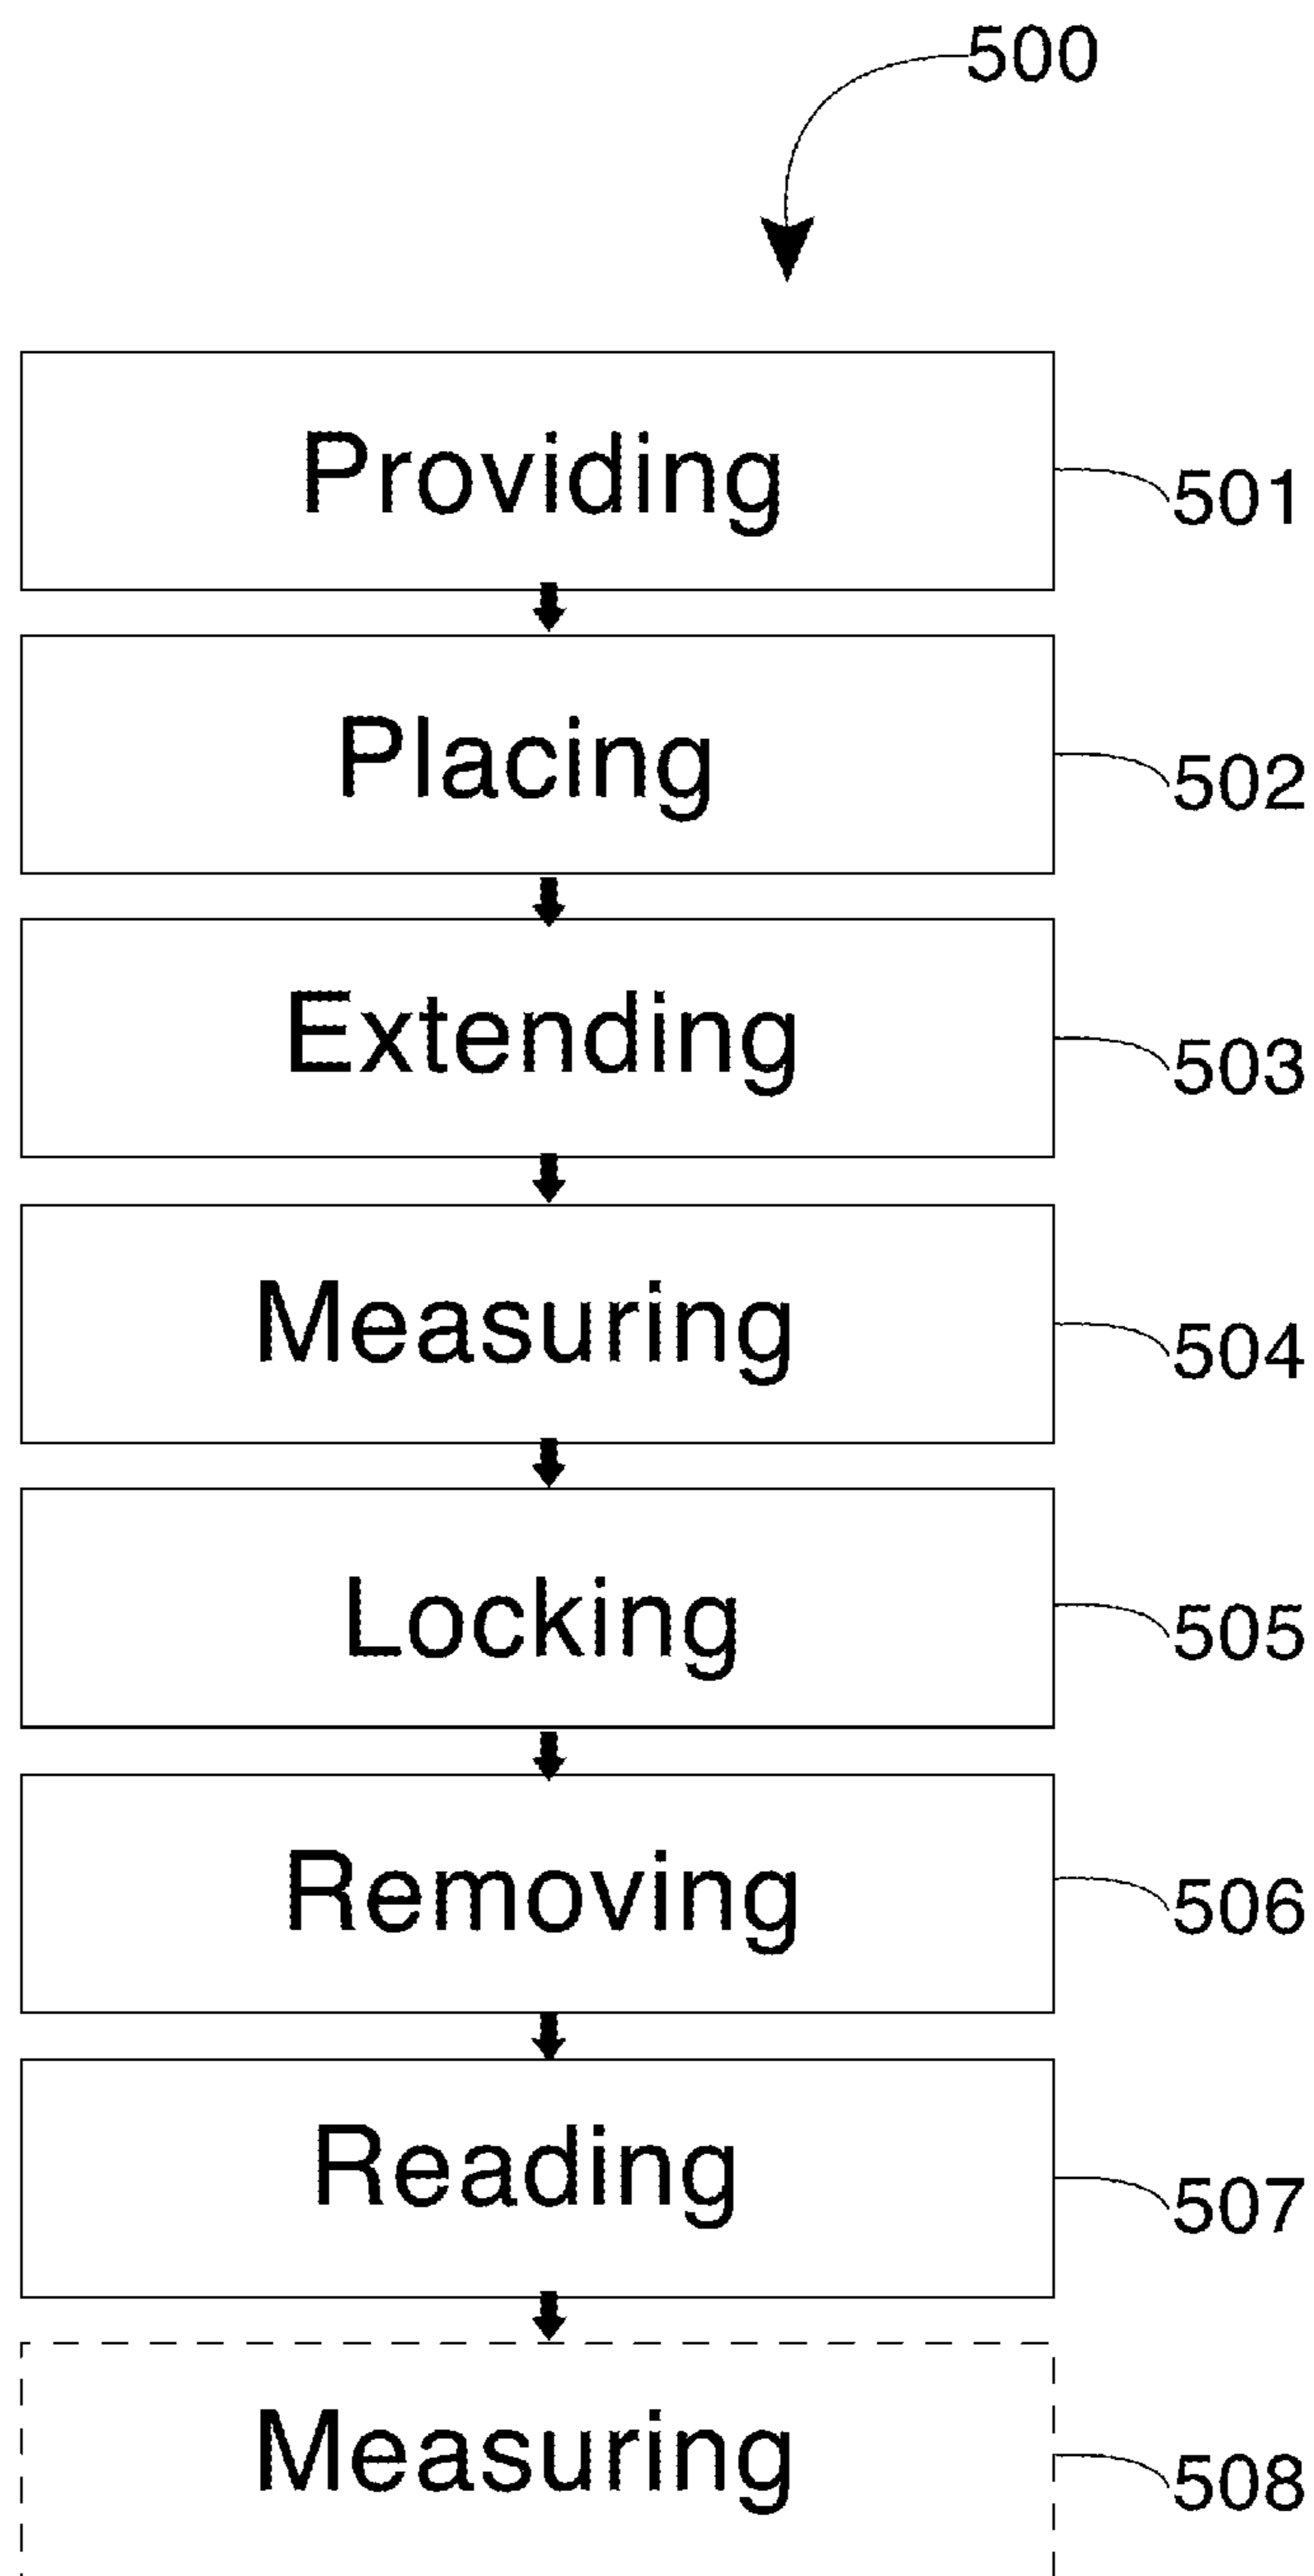 500
Providing
501
Placing
502
Extending
503
Measuring
504
Locking
505
Removing
506
Reading
507
Measuring
508